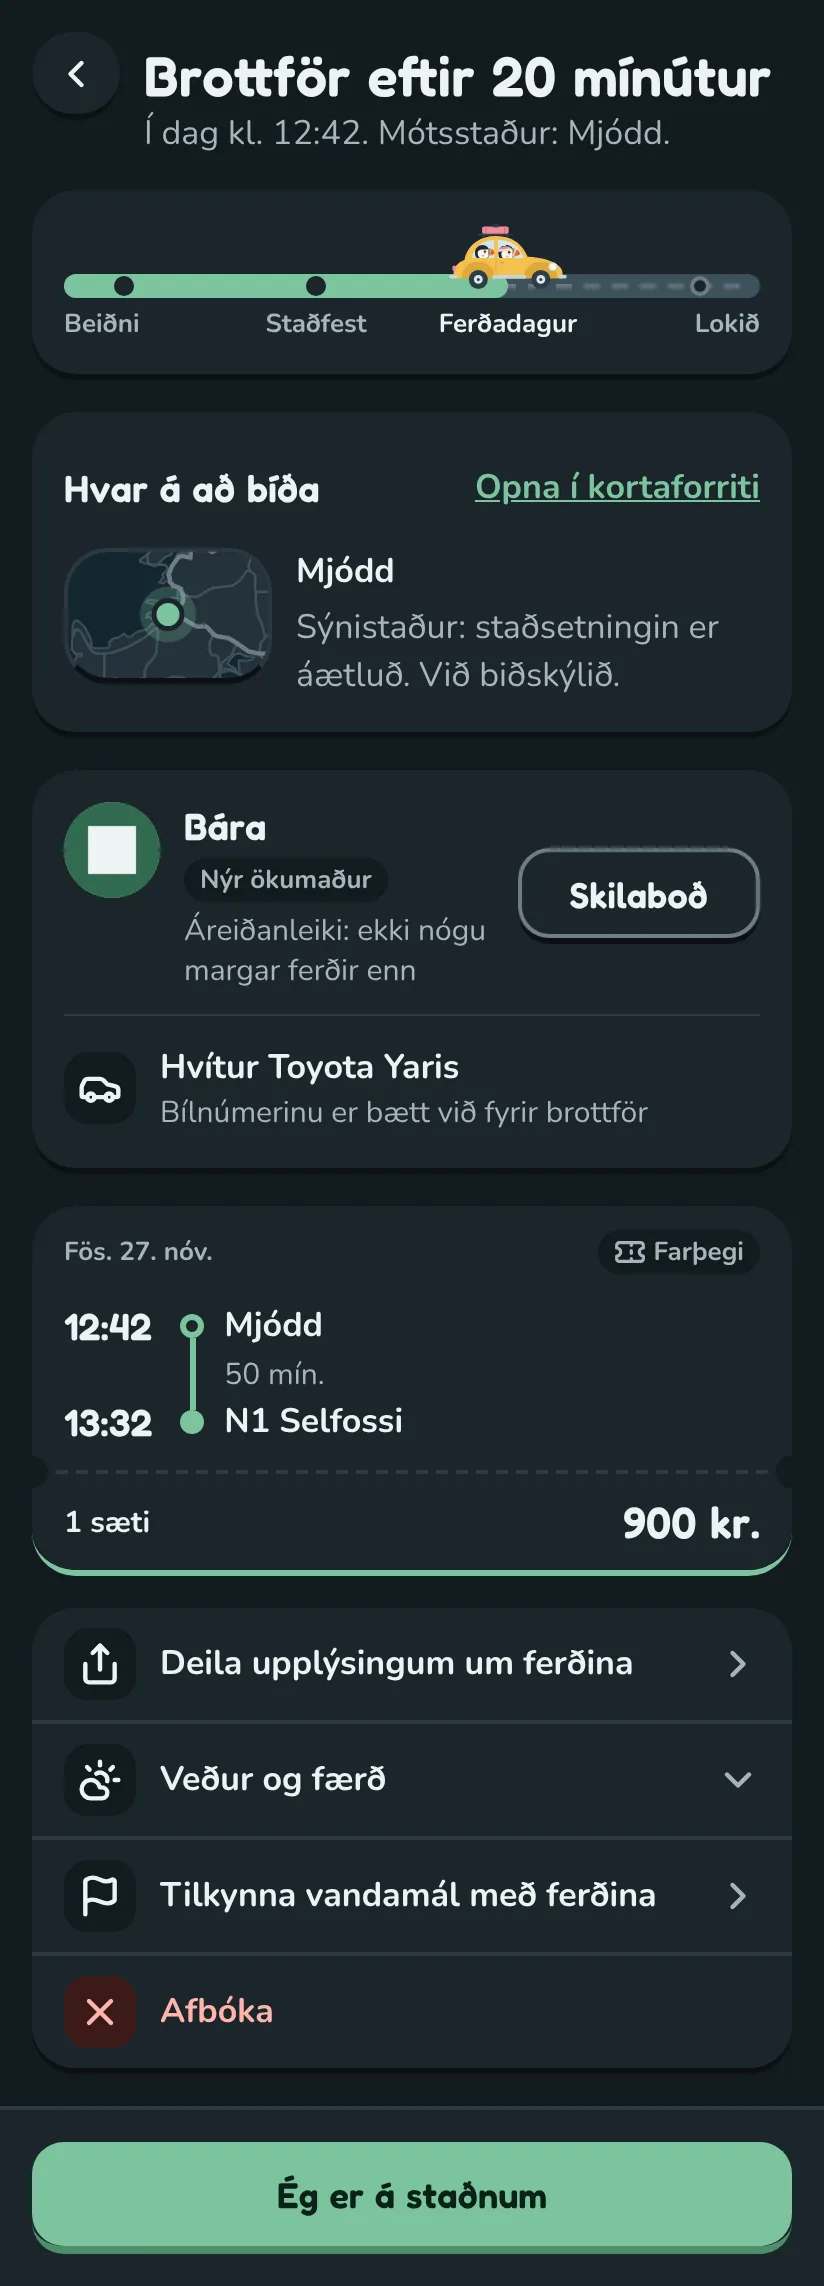 Brottför eftir 20 mínútur
Í dag kl. 12:42. Mótsstaður: Mjódd.
Beiðni
Staðfest
Ferðadagur
Lokið
Hvar á að bíða
Opna í kortaforriti
Mjódd
Sýnistaður: staðsetningin er
áætluð. Við biðskýlið.
Bára
Nýr ökumaður
Áreiðanleiki: ekki nógu
margar ferðir enn
Skilaboð
Hvítur Toyota Yaris
Bílnúmerinu er bætt við fyrir brottför
Fös. 27. nóv.
Farþegi
12:42
Mjódd
50 mín.
13:32
N1 Selfossi
1 sæti
900 kr.
Deila upplýsingum um ferðina
Veður og færð
Tilkynna vandamál með ferðina
Afbóka
Ég er á staðnum